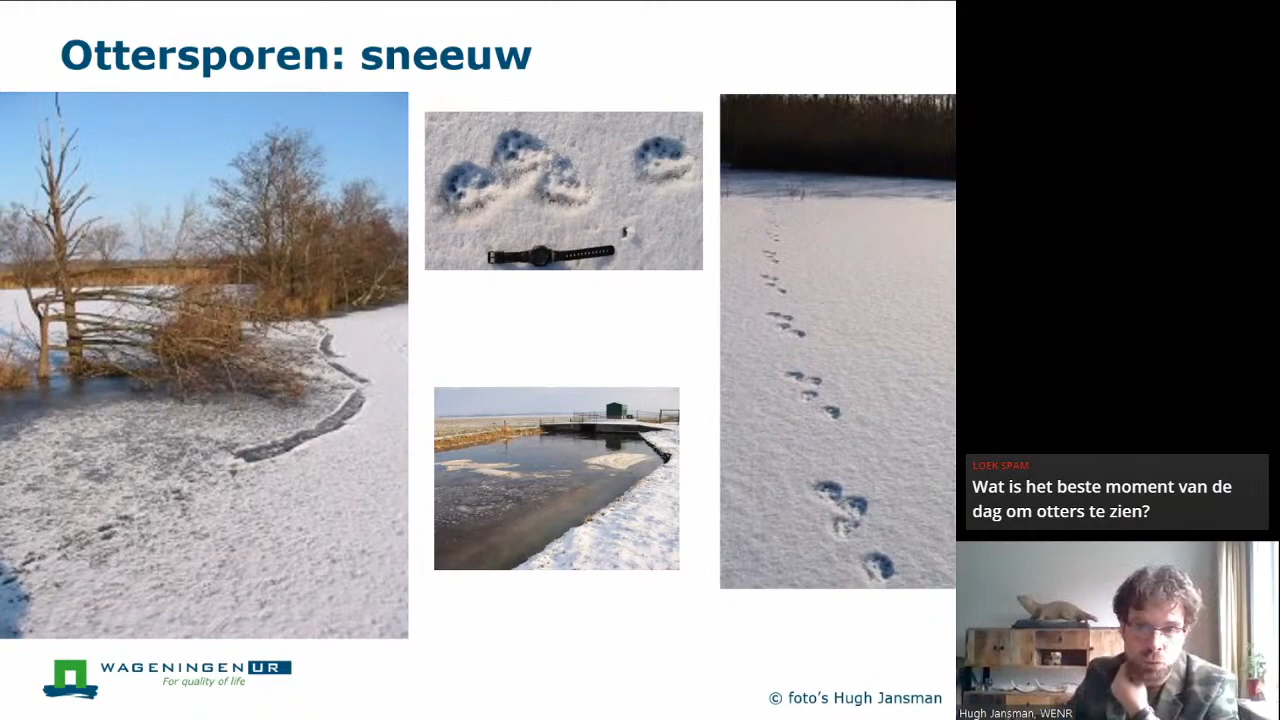 Ottersporen: sneeuw
LOEK SPAM
Wat is het beste moment van de
dag om otters te zien?
WAGENINGEN UR
For quality of life
© foto's Hugh Jansman
Hugh Jansman, WENR